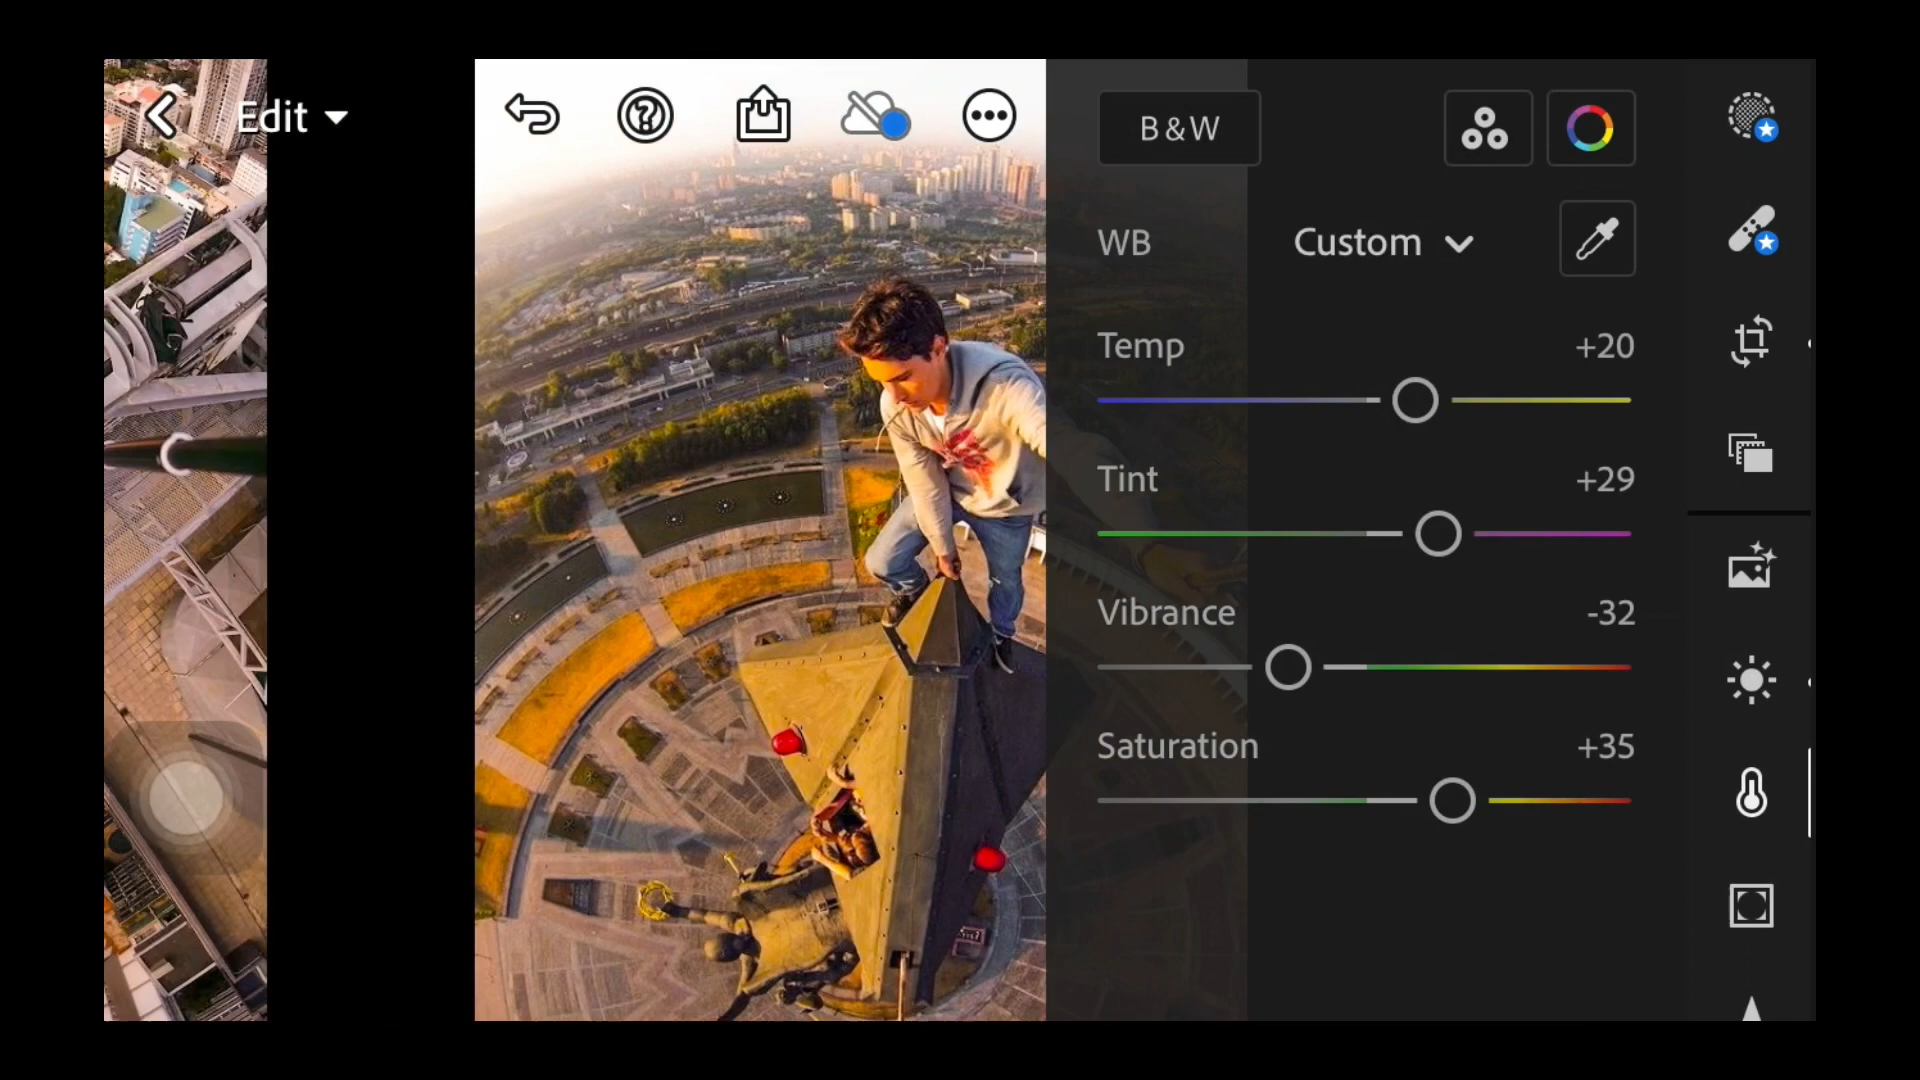 Edit
B&W
WB Custom
Temp +20
Tint +29
Vibrance -32
Saturation +35